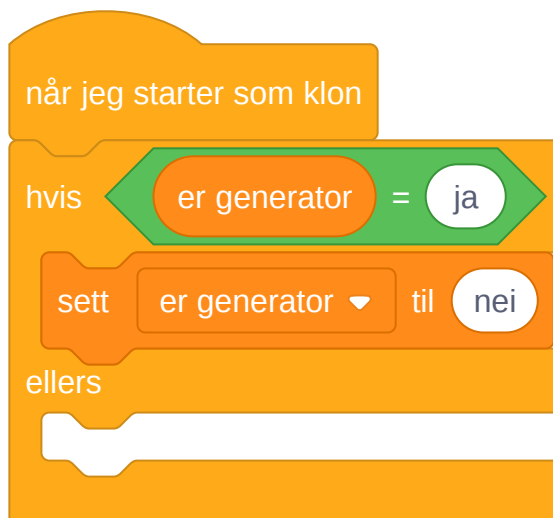 når jeg starter som klon
hvis er generator = ja
sett er generator til nei
ellers